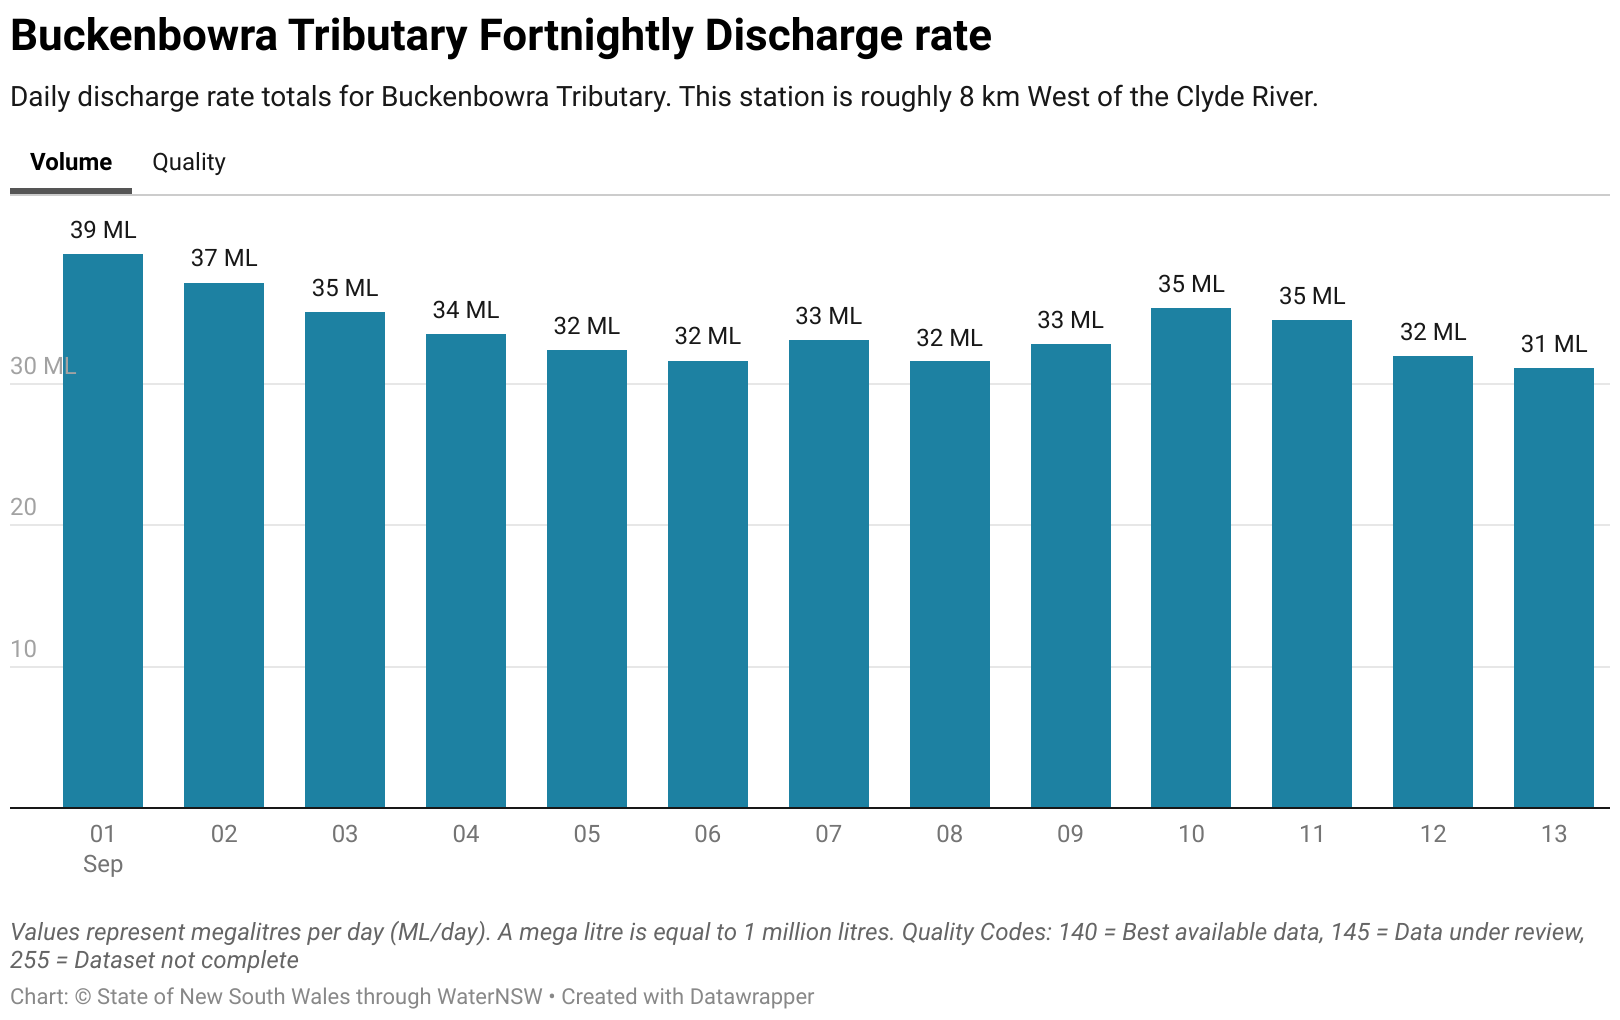 Buckenbowra Tributary Fortnightly Discharge rate
Daily discharge rate totals for Buckenbowra Tributary. This station is roughly 8 km West of the Clyde River.
Volume Quality
39 ML
37 ML
35 ML
34 ML
32 ML
32 ML
33 ML
32 ML
33 ML
35 ML
35 ML
32 ML
31 ML
30 ML
20
10
01 02 03 04 05 06 07 08 09 10 11 12 13
Sep
Values represent megalitres per day (ML/day). A mega litre is equal to 1 million litres. Quality Codes: 140 = Best available data, 145 = Data under review,
255 = Dataset not complete
Chart: © State of New South Wales through WaterNSW • Created with Datawrapper